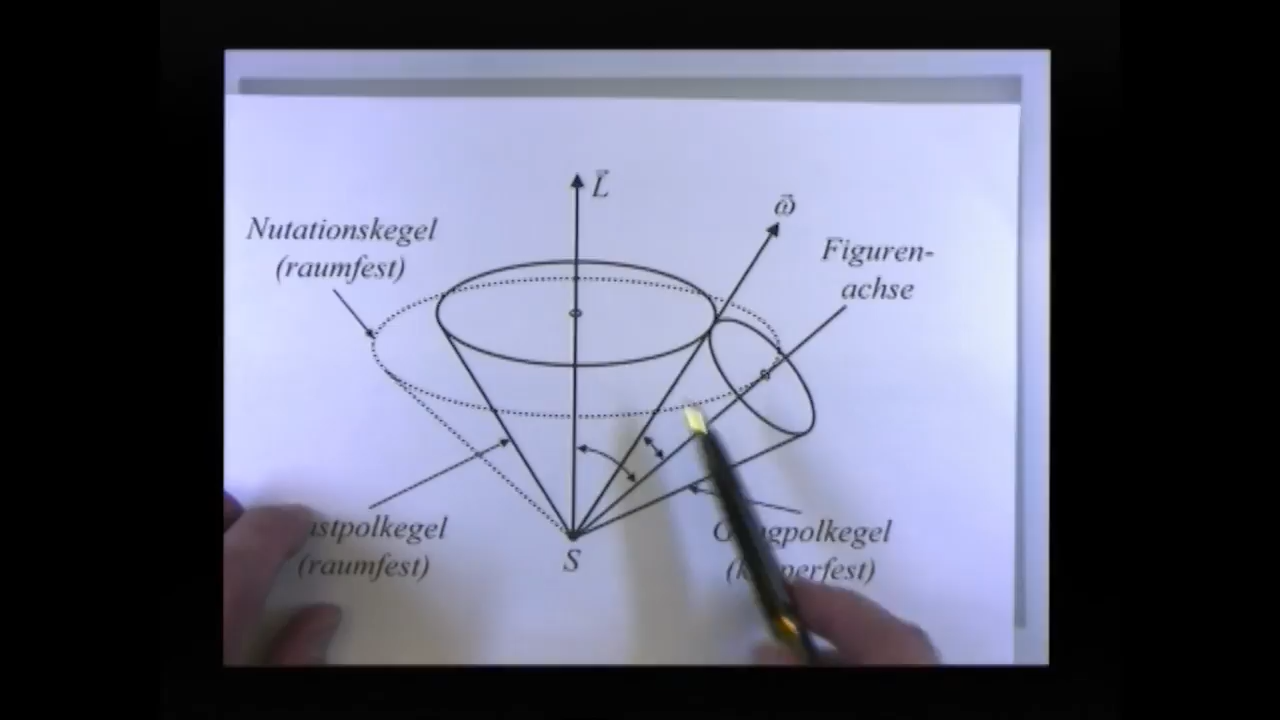 L⃗
ω⃗
Nutationskegel
(raumfest)
Figuren-
achse
(raumfest)
S